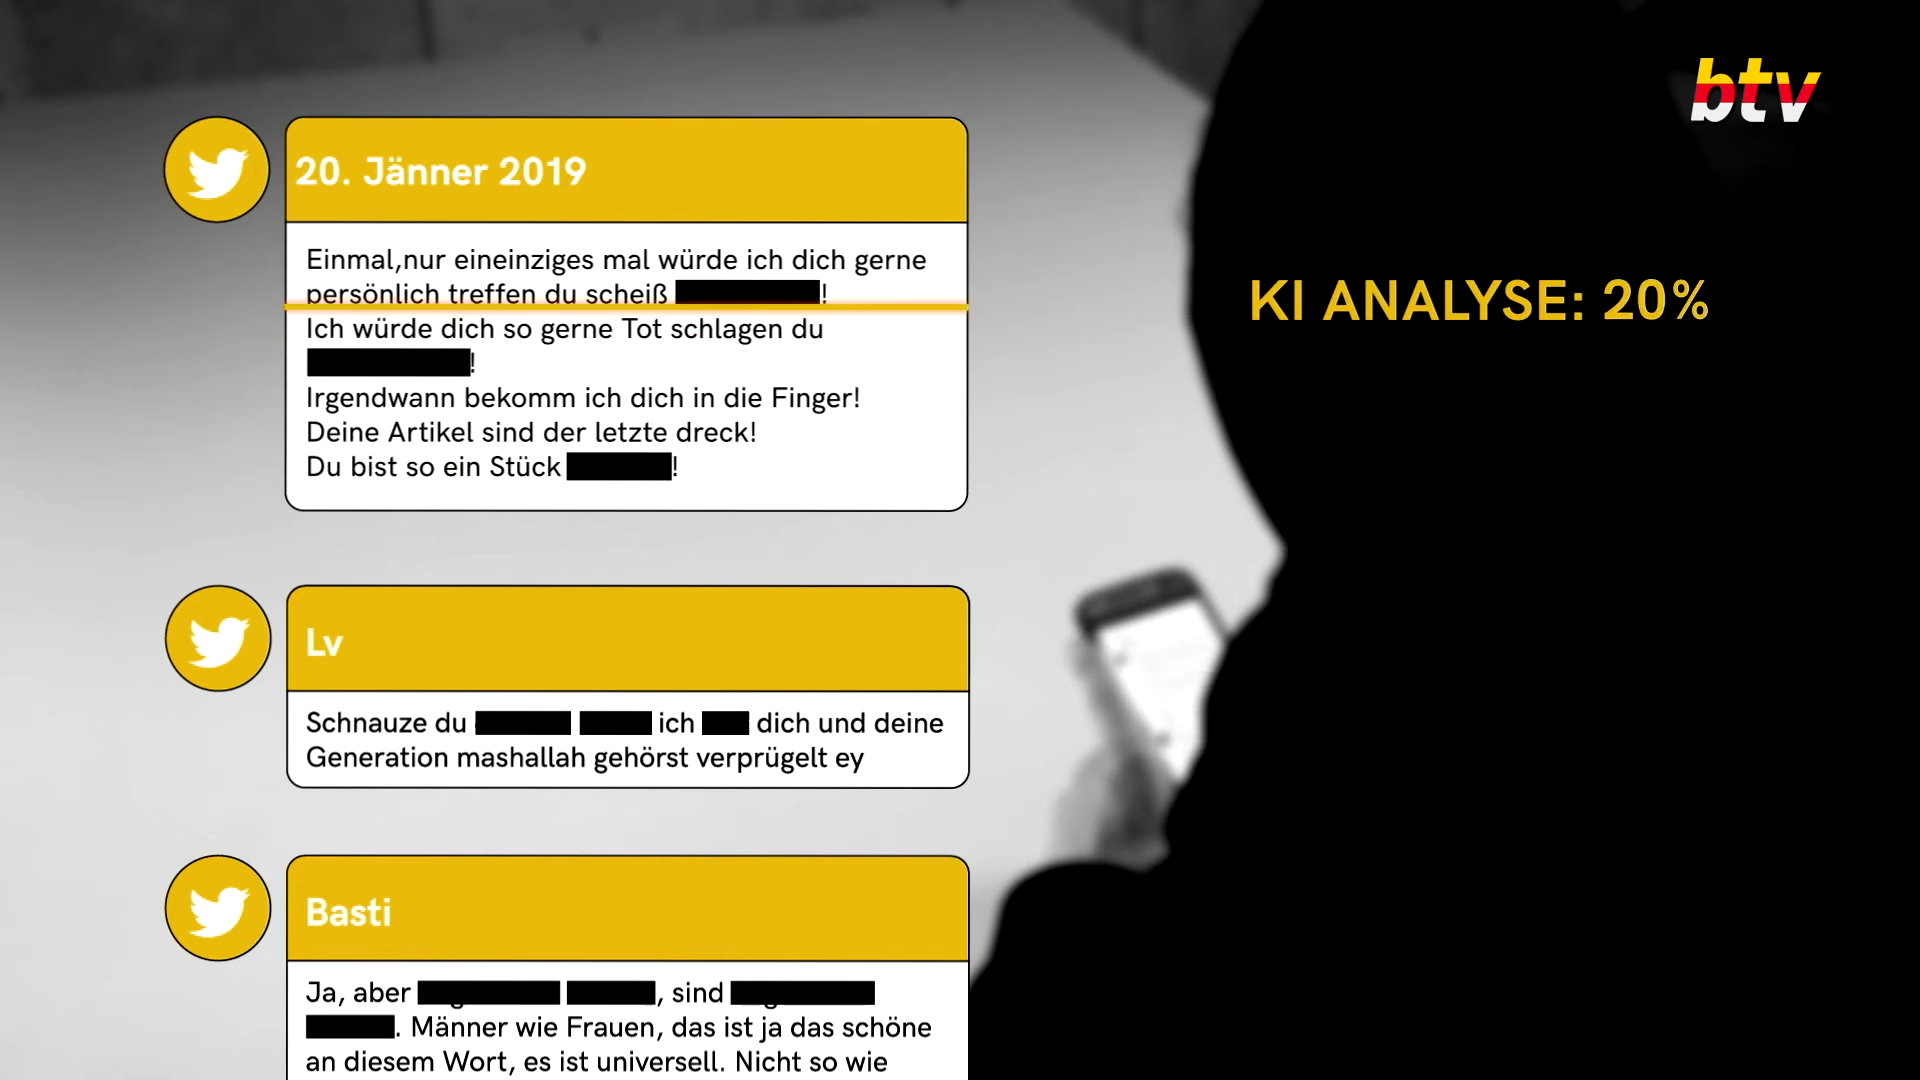 btv
20. Jänner 2019
Einmal,nur eineinziges mal würde ich dich gerne
persönlich treffen du scheiß !
Ich würde dich so gerne Tot schlagen du
!
Irgendwann bekomm ich dich in die Finger!
Deine Artikel sind der letzte dreck!
Du bist so ein Stück !
KI ANALYSE: 20%
Lv
Schnauze du ich dich und deine
Generation mashallah gehörst verprügelt ey
Basti
Ja, aber , sind
. Männer wie Frauen, das ist ja das schöne
an diesem Wort, es ist universell. Nicht so wie